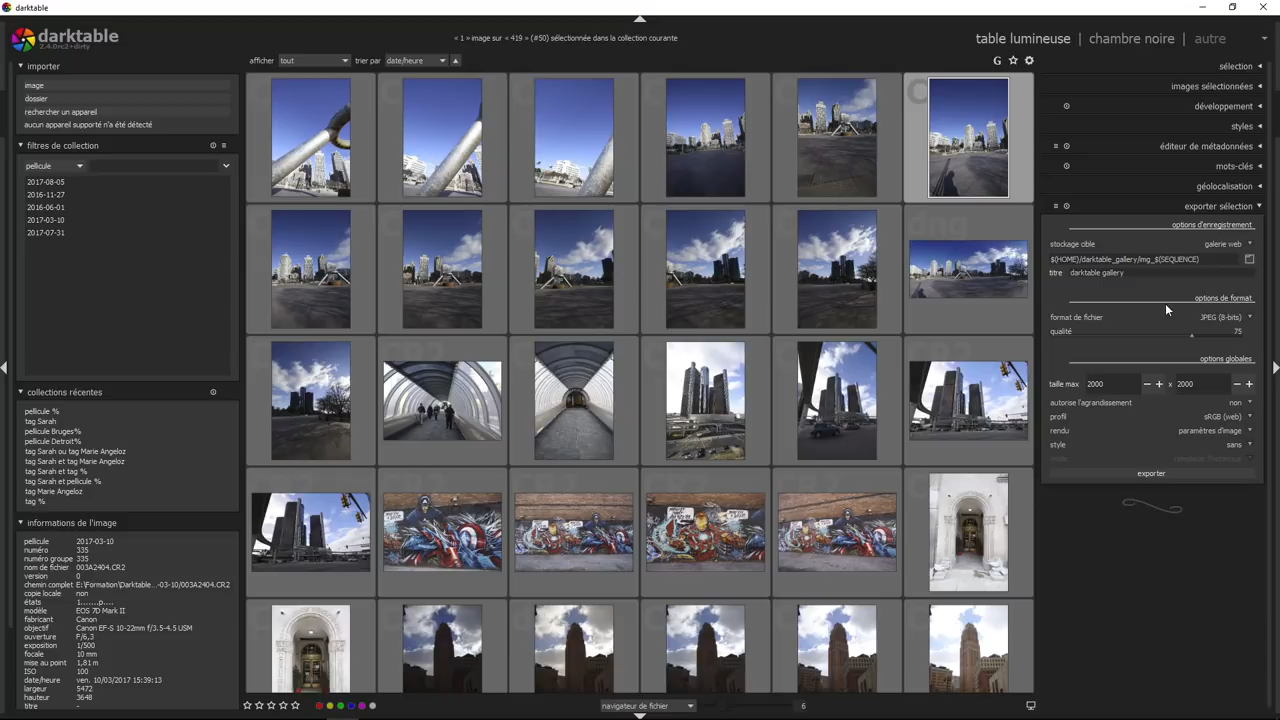 darktable
darktable
2.4.0rc2+dirty
« 1 » image sur « 419 » (#50) sélectionnée dans la collection courante
table lumineuse | chambre noire | autre
importer
image
dossier
rechercher un appareil
aucun appareil supporté n'a été détecté
filtres de collection
pellicule
2017-08-05
2016-11-27
2016-06-01
2017-03-10
2017-07-31
collections récentes
pellicule %
tag Sarah
pellicule Bruges%
pellicule Detroit%
tag Sarah ou tag Marie Angeloz
tag Sarah et tag Marie Angeloz
tag Sarah et tag %
tag Sarah et pellicule %
tag Marie Angeloz
tag %
informations de l'image
pellicule 2017-03-10
numéro 335
numéro groupe 335
nom de fichier 003A2404.CR2
version 0
chemin complet E:\Formation\Darktable...-03-10/003A2404.CR2
copie locale non
états 1.......p....
modèle EOS 7D Mark II
fabricant Canon
objectif Canon EF-S 10-22mm f/3.5-4.5 USM
ouverture F/6,3
exposition 1/500
focale 10 mm
mise au point 1,81 m
ISO 100
date/heure ven. 10/03/2017 15:39:13
largeur 5472
hauteur 3648
titre -
afficher tout trier par date/heure
G
dng
navigateur de fichier 6
sélection
images sélectionnées
développement
styles
éditeur de métadonnées
mots-clés
géolocalisation
exporter sélection
options d'enregistrement
stockage cible galerie web
$(HOME)/darktable_gallery/img_$(SEQUENCE)
titre darktable gallery
options de format
format de fichier JPEG (8-bits)
qualité 75
options globales
taille max 2000 x 2000
autorise l'agrandissement non
profil sRGB (web)
rendu paramètres d'image
style sans
exporter